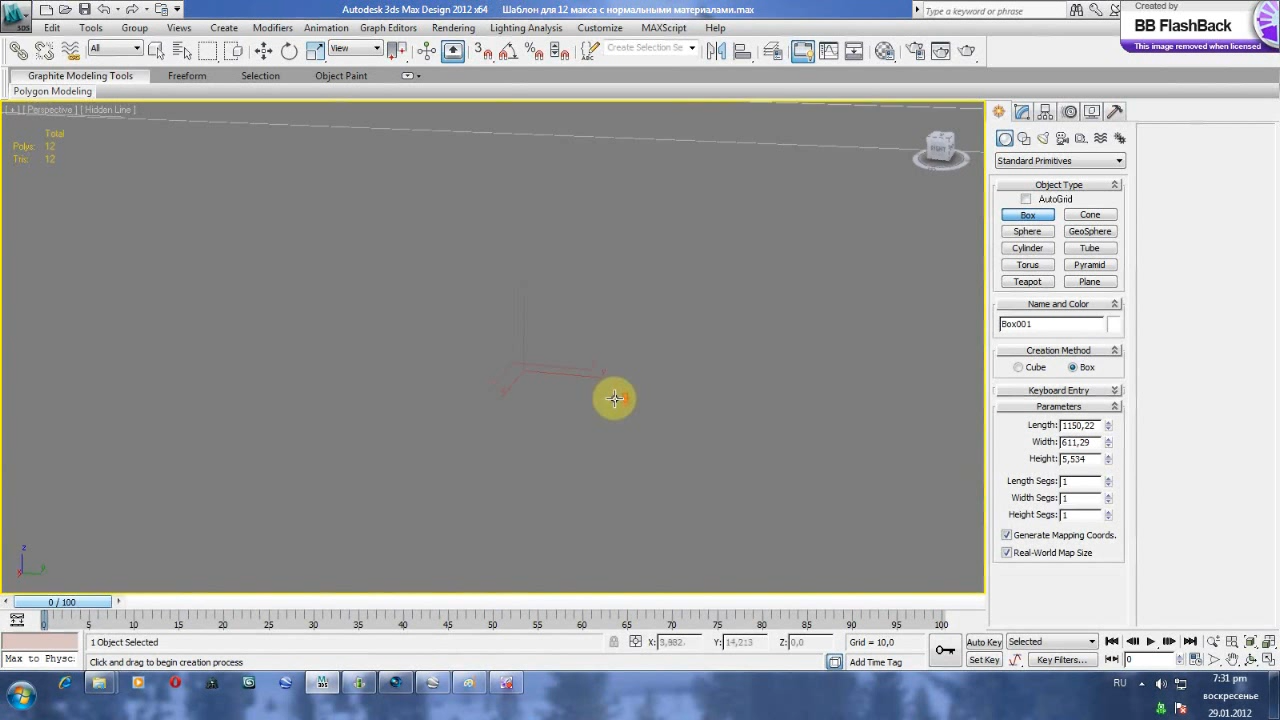 Autodesk 3ds Max Design 2012 x64 Шаблон для 12 макса с нормальными материалами.max
Type a keyword or phrase
Created by
BB FlashBack
This image removed when licensed
Edit Tools Group Views Create Modifiers Animation Graph Editors Rendering Lighting Analysis Customize MAXScript Help
All View Create Selection Se
Graphite Modeling Tools Freeform Selection Object Paint
Polygon Modeling
[ + ] [ Perspective ] [ Hidden Line ]
Total
Polys: 12
Tris: 12
RIGHT
Standard Primitives
Object Type
AutoGrid
Box Cone
Sphere GeoSphere
Cylinder Tube
Torus Pyramid
Teapot Plane
Name and Color
Box001
Creation Method
Cube Box
Keyboard Entry
Parameters
Length: 1150,22
Width: 611,29
Height: 5,534
Length Segs: 1
Width Segs: 1
Height Segs: 1
Generate Mapping Coords.
Real-World Map Size
z
x y
0 / 100
0 5 10 15 20 25 30 35 40 45 50 55 60 65 70 75 80 85 90 95 100
1 Object Selected X: 3,882 Y: 14,213 Z: 0,0 Grid = 10,0 Auto Key Selected
Max to Physc. Click and drag to begin creation process Add Time Tag Set Key Key Filters... 0
RU 7:31 pm
воскресенье
29.01.2012